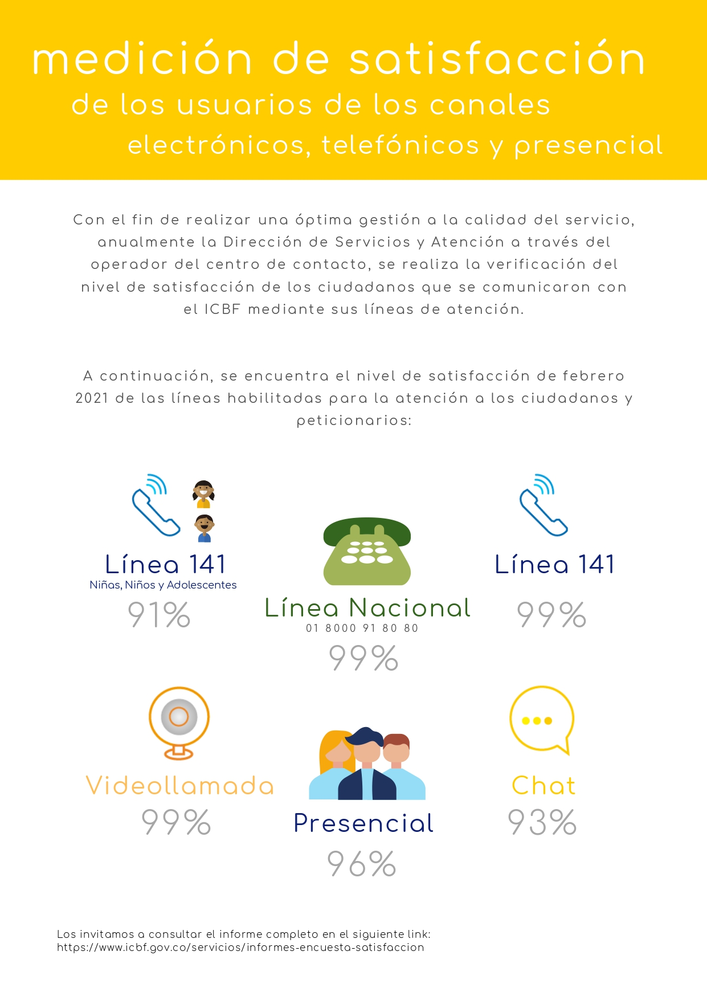 medición de satisfacción
de los usuarios de los canales
electrónicos, telefónicos y presencial
Con el fin de realizar una óptima gestión a la calidad del servicio,
anualmente la Dirección de Servicios y Atención a través del
operador del centro de contacto, se realiza la verificación del
nivel de satisfacción de los ciudadanos que se comunicaron con
el ICBF mediante sus líneas de atención.
A continuación, se encuentra el nivel de satisfacción de febrero
2021 de las líneas habilitadas para la atención a los ciudadanos y
peticionarios:
Línea 141
Niñas, Niños y Adolescentes
91%
Línea Nacional
01 8000 91 80 80
99%
Línea 141
99%
Videollamada
99%
Presencial
96%
Chat
93%
Los invitamos a consultar el informe completo en el siguiente link:
https://www.icbf.gov.co/servicios/informes-encuesta-satisfaccion